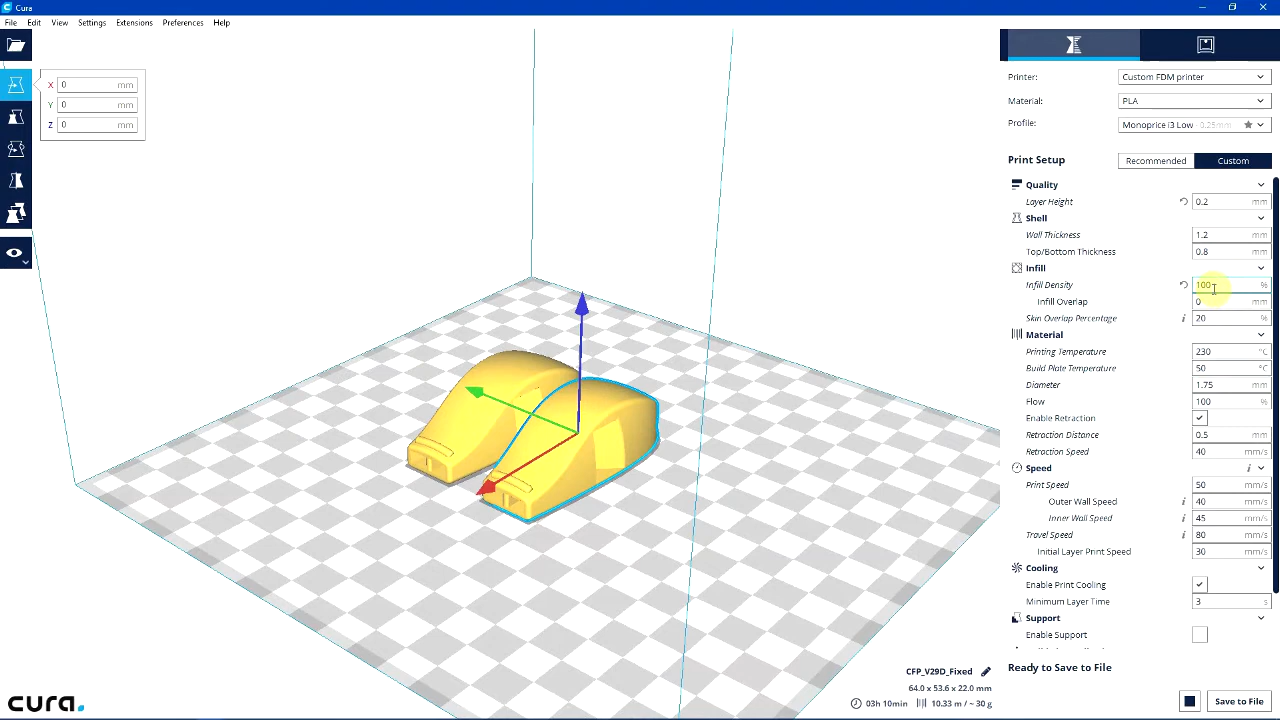 Cura
File Edit View Settings Extensions Preferences Help
X 0 mm
Y 0 mm
Z 0 mm
Printer: Custom FDM printer
Material: PLA
Profile: Monoprice i3 Low - 0.25mm
Print Setup Recommended Custom
Quality
Layer Height 0.2 mm
Shell
Wall Thickness 1.2 mm
Top/Bottom Thickness 0.8 mm
Infill
Infill Density 100 %
Infill Overlap 0 mm
Skin Overlap Percentage i 20 %
Material
Printing Temperature 230 °C
Build Plate Temperature 50 °C
Diameter 1.75 mm
Flow 100 %
Enable Retraction
Retraction Distance 0.5 mm
Retraction Speed 40 mm/s
Speed i
Print Speed 50 mm/s
Outer Wall Speed i 40 mm/s
Inner Wall Speed i 45 mm/s
Travel Speed i 80 mm/s
Initial Layer Print Speed 30 mm/s
Cooling
Enable Print Cooling
Minimum Layer Time 3 s
Support
Enable Support
CFP_V29D_Fixed
64.0 x 53.6 x 22.0 mm
03h 10min 10.33 m / ~ 30 g
Ready to Save to File
Save to File
cura.